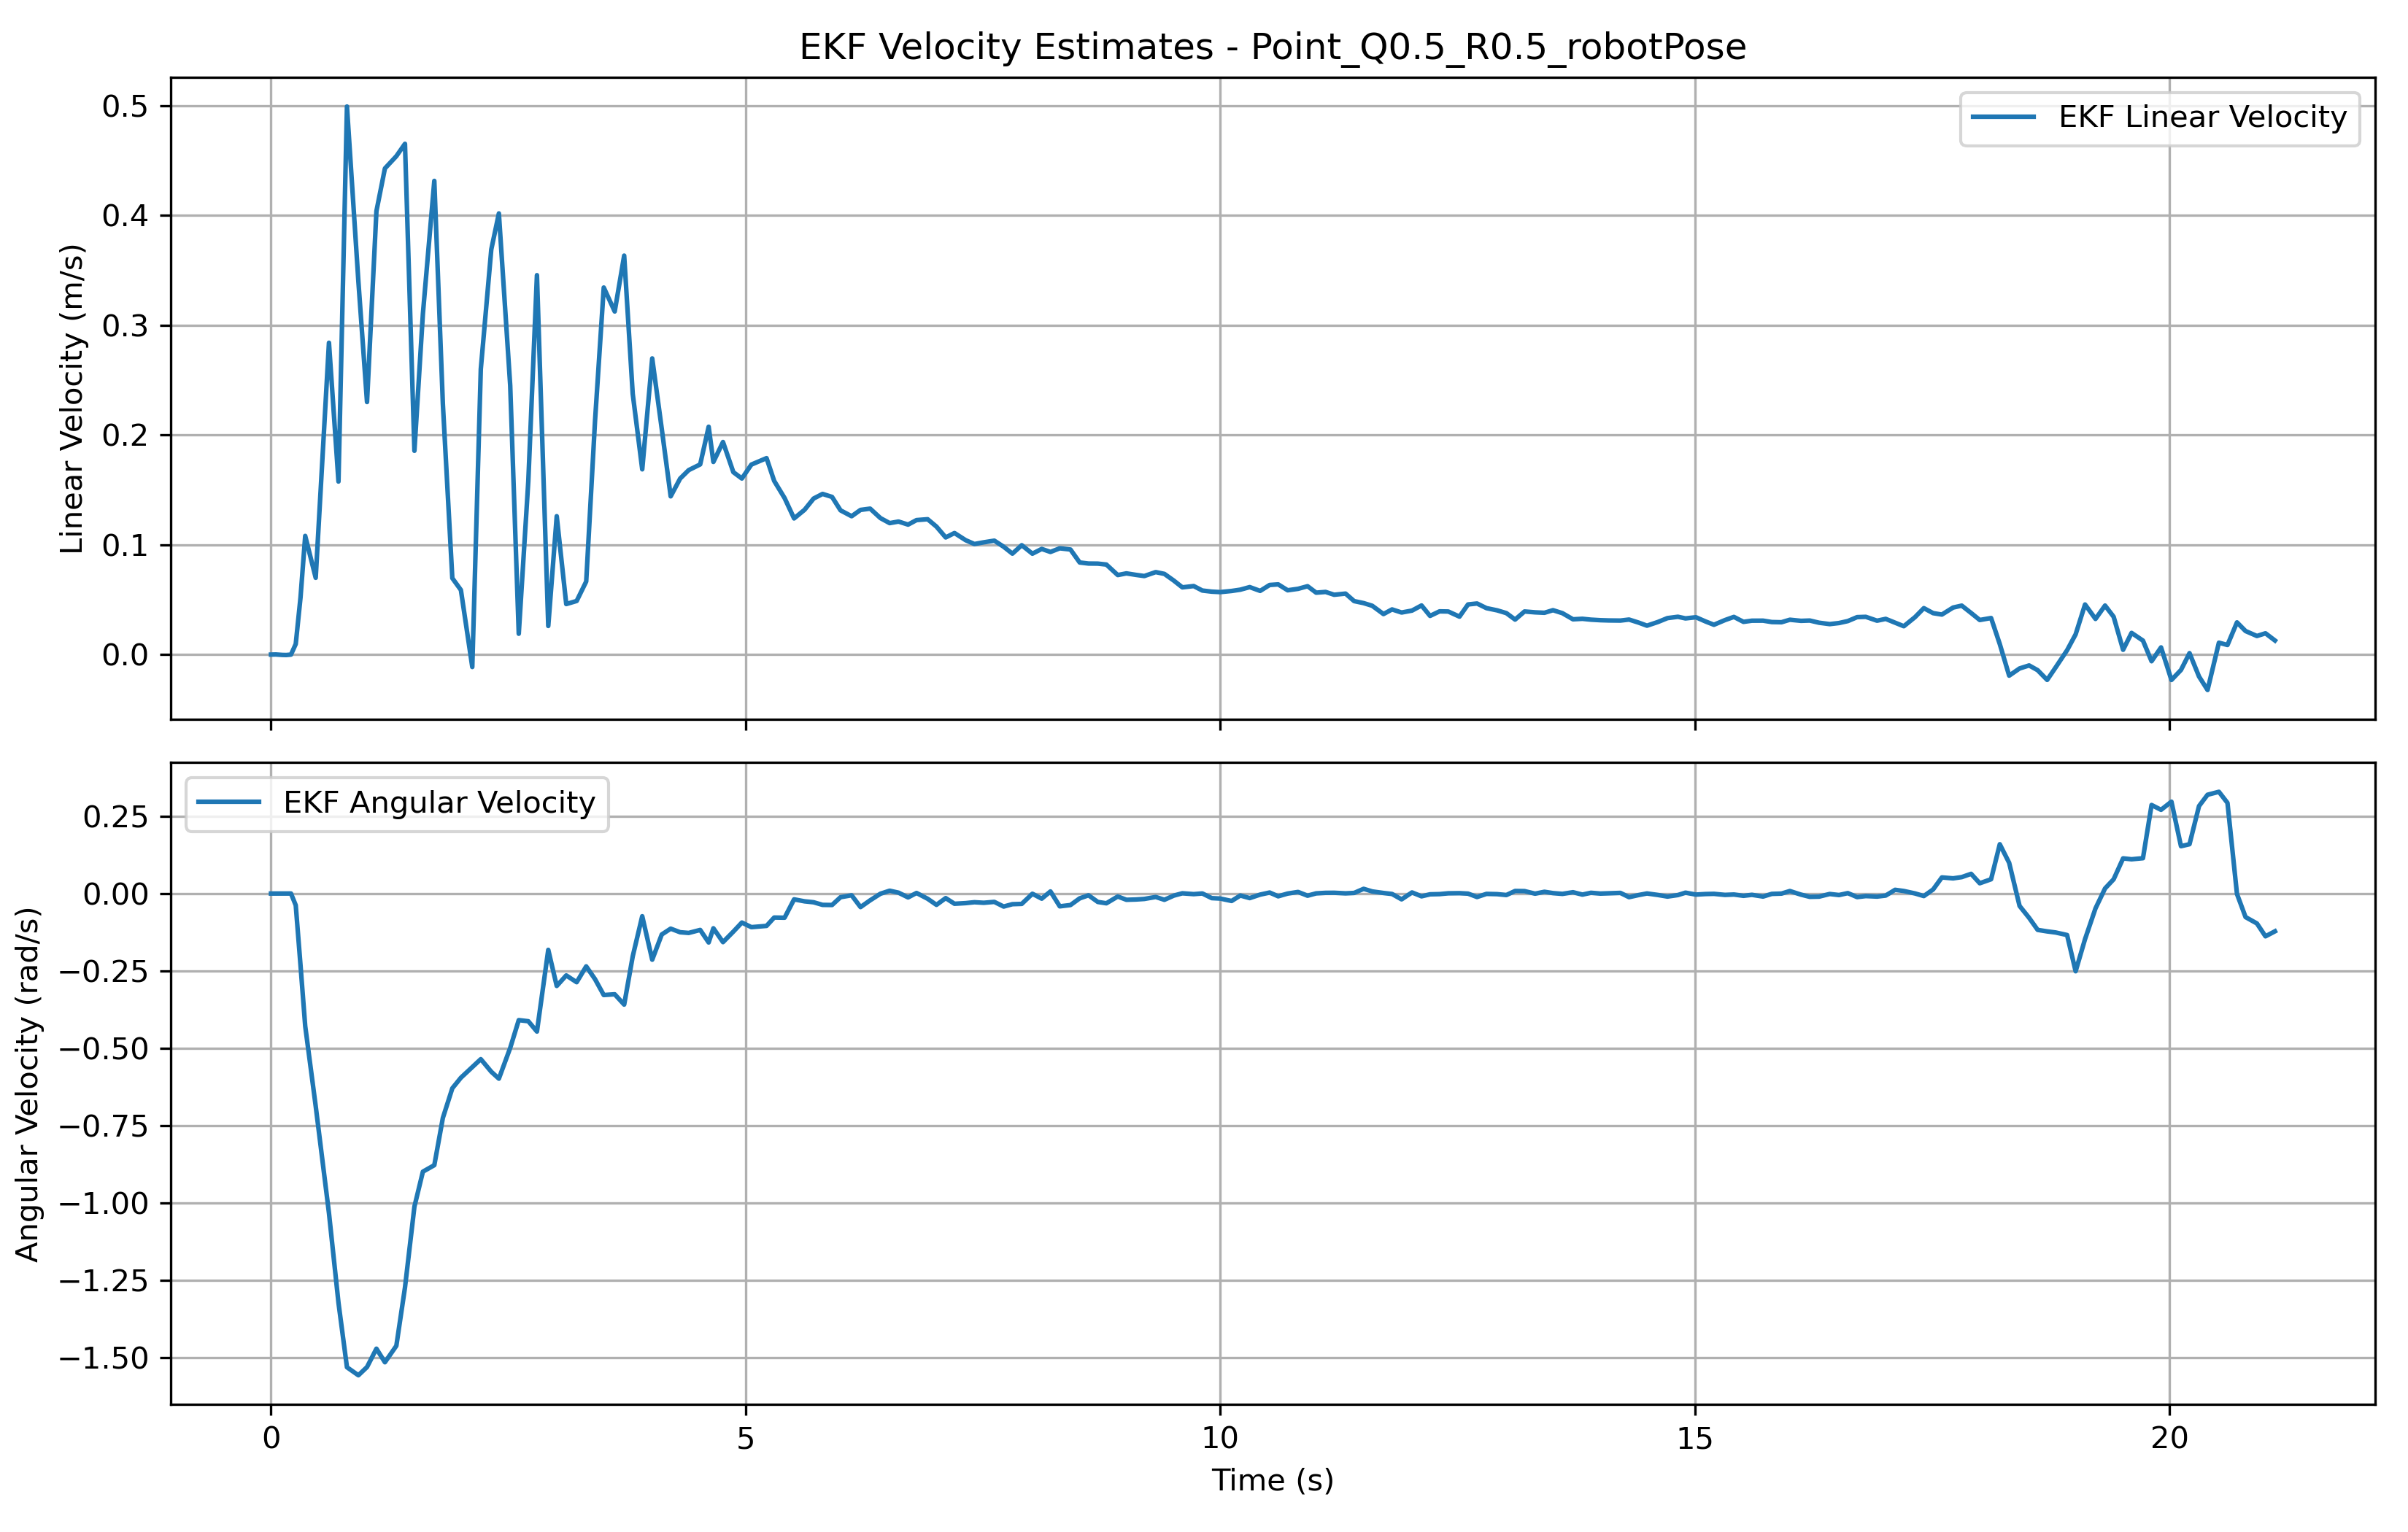 EKF Velocity Estimates - Point_Q0.5_R0.5_robotPose
EKF Linear Velocity
Linear Velocity (m/s)
0.5
0.4
0.3
0.2
0.1
0.0
EKF Angular Velocity
Angular Velocity (rad/s)
0.25
0.00
−0.25
−0.50
−0.75
−1.00
−1.25
−1.50
0 5 10 15 20
Time (s)